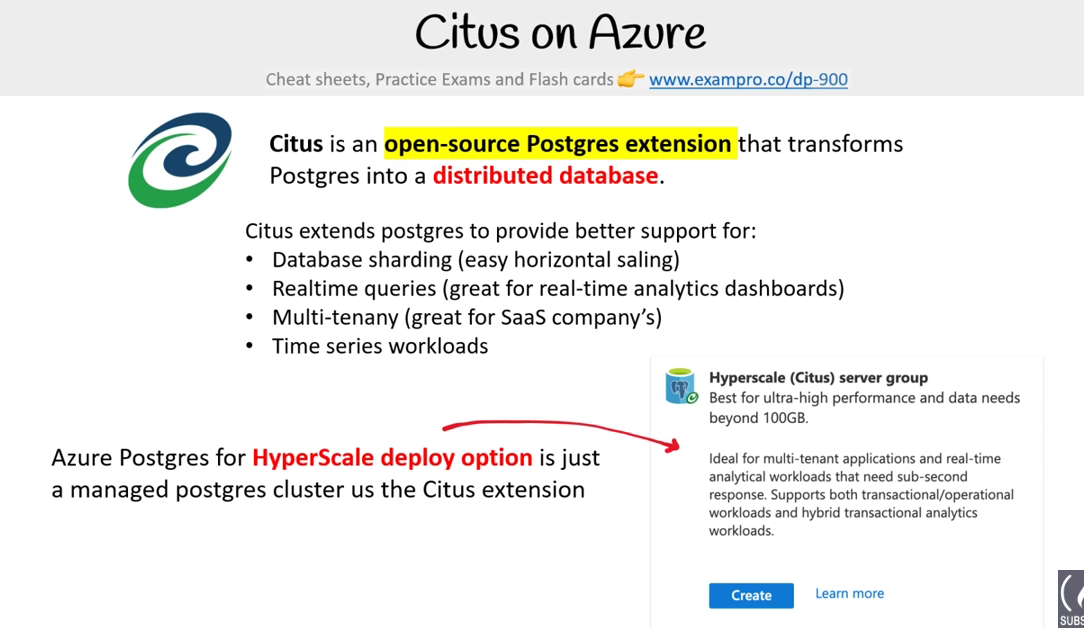 Citus on Azure
Cheat sheets, Practice Exams and Flash cards 👉 www.exampro.co/dp-900
Citus is an open-source Postgres extension that transforms
Postgres into a distributed database.
Citus extends postgres to provide better support for:
• Database sharding (easy horizontal saling)
• Realtime queries (great for real-time analytics dashboards)
• Multi-tenany (great for SaaS company’s)
• Time series workloads
Azure Postgres for HyperScale deploy option is just
a managed postgres cluster us the Citus extension
Hyperscale (Citus) server group
Best for ultra-high performance and data needs
beyond 100GB.
Ideal for multi-tenant applications and real-time
analytical workloads that need sub-second
response. Supports both transactional/operational
workloads and hybrid transactional analytics
workloads.
Create
Learn more
SUBS